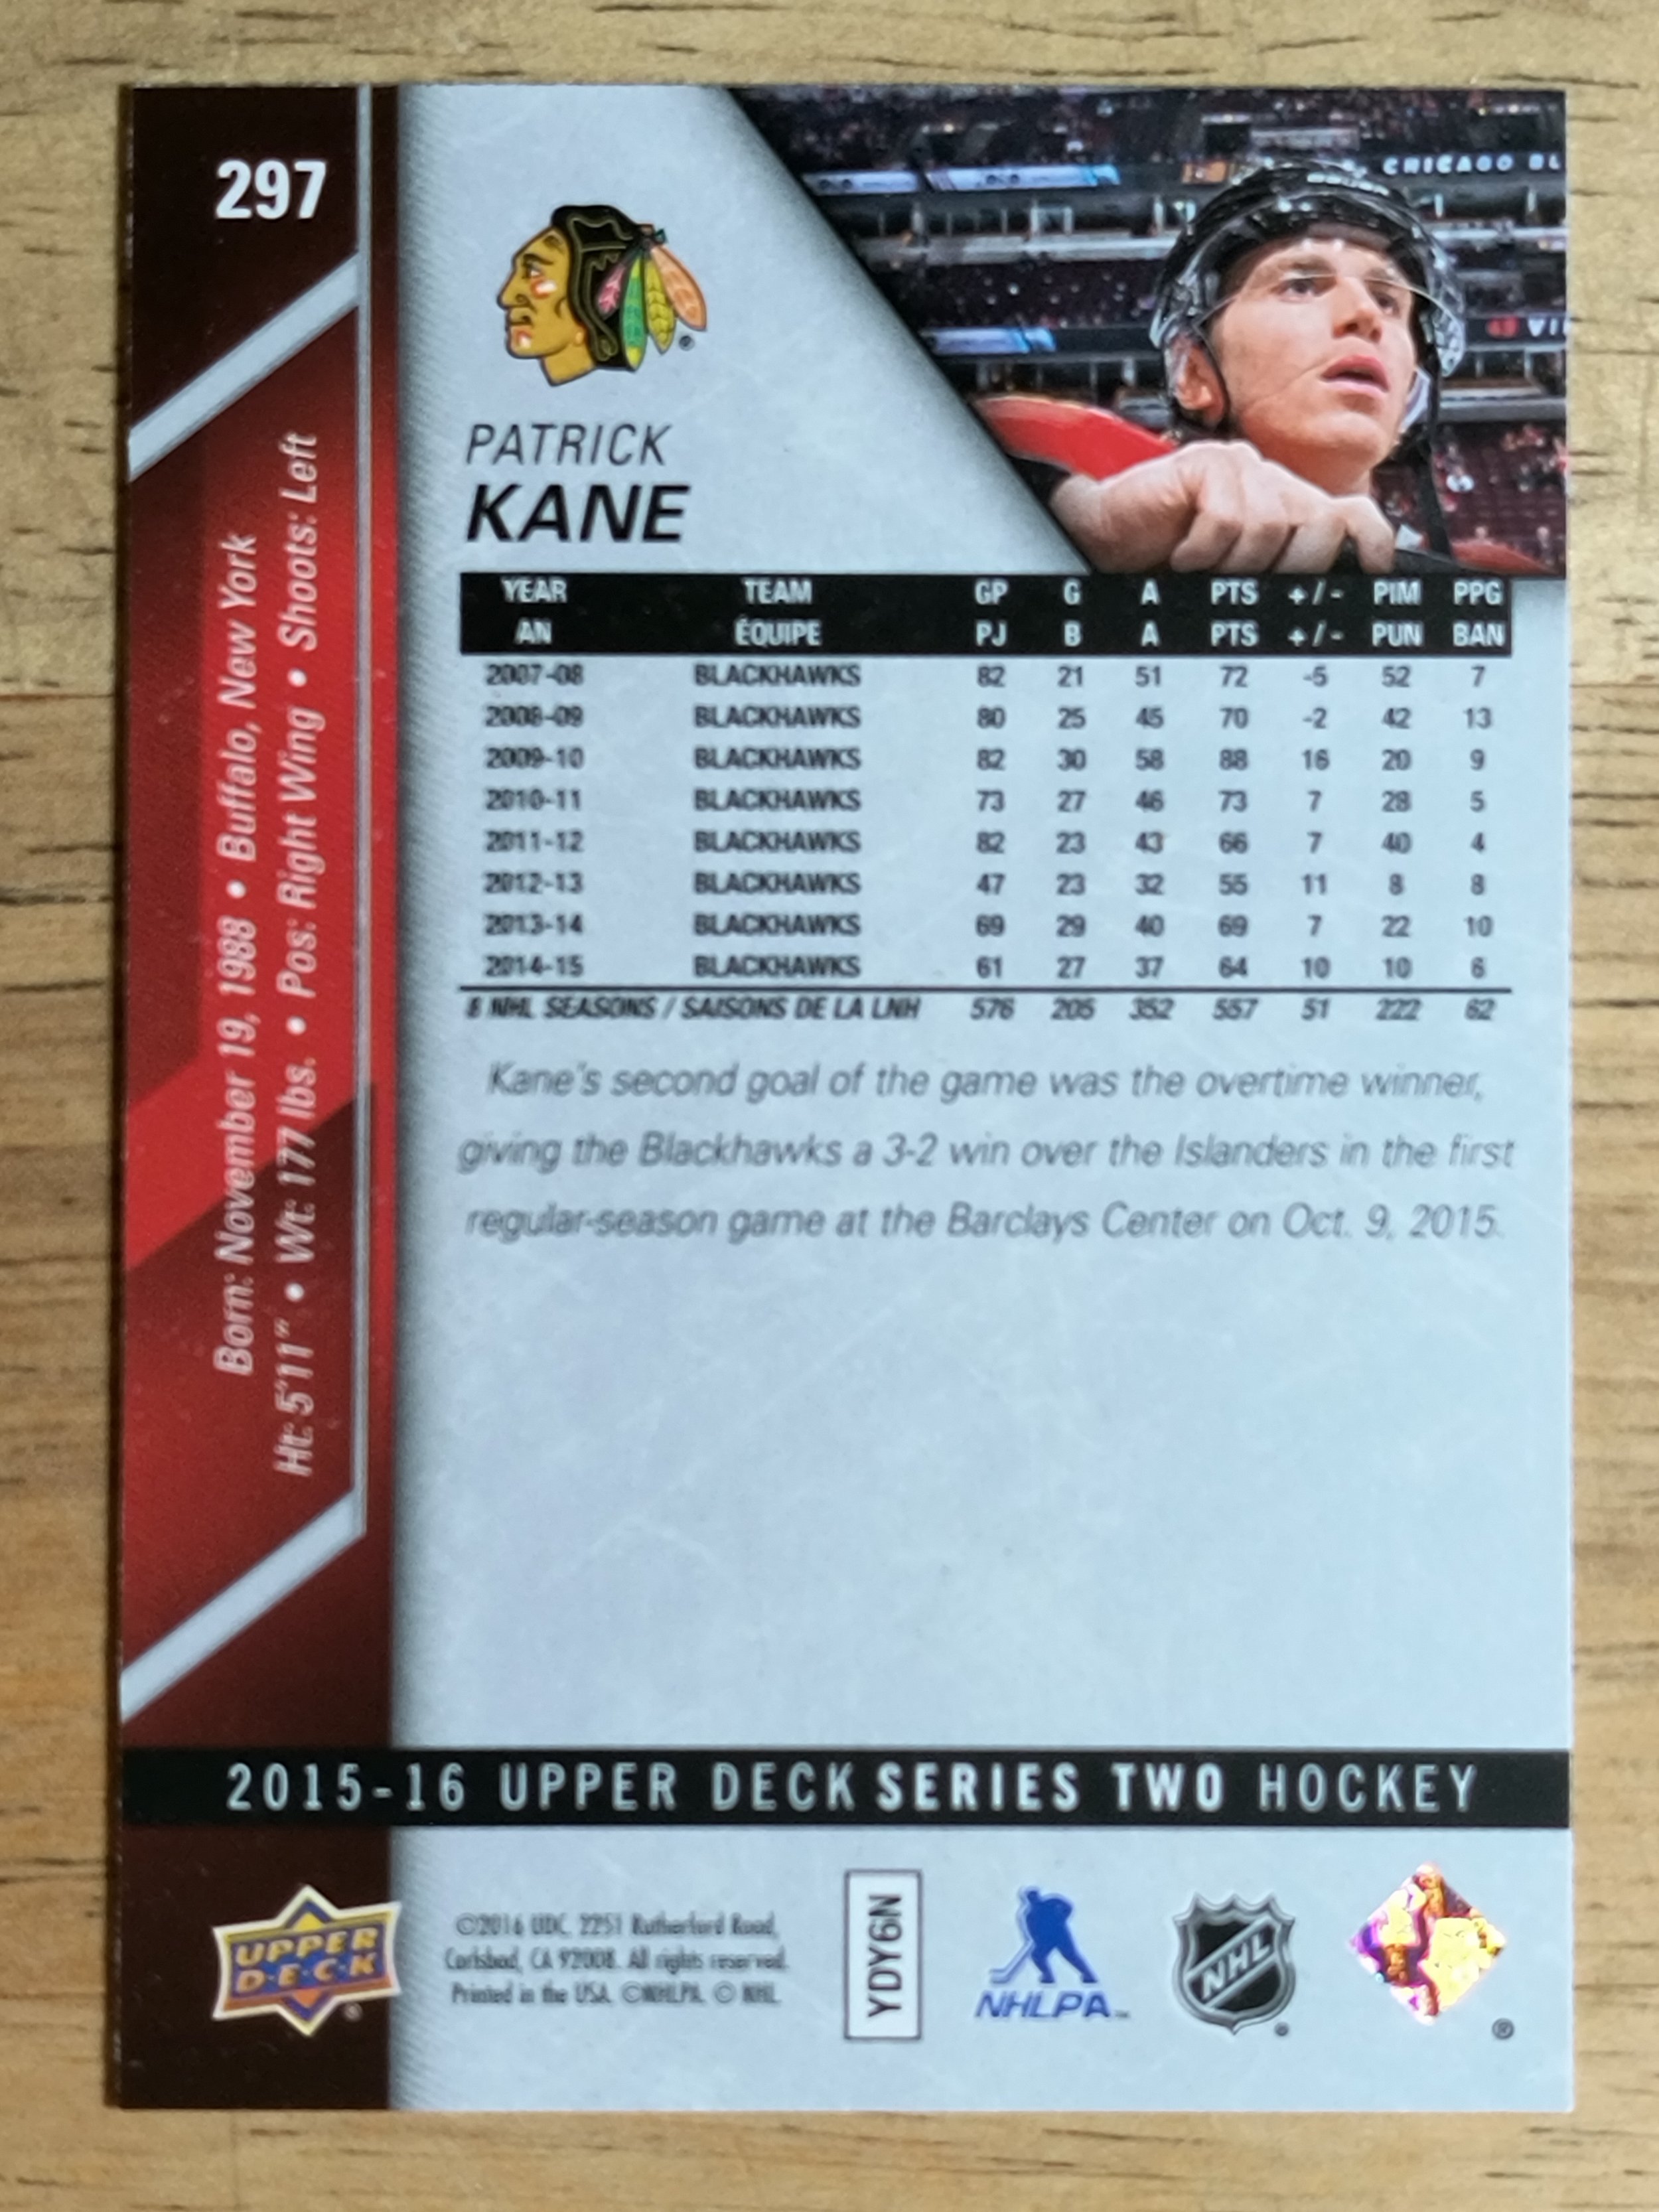 297
CHICAGO BL
PATRICK
KANE
YEAR TEAM GP G A PTS +/- PIM PPG
AN ÉQUIPE PJ B A PTS +/- PUN BAN
2007-08 BLACKHAWKS 82 21 51 72 -5 52 7
2008-09 BLACKHAWKS 80 25 45 70 -2 42 13
2009-10 BLACKHAWKS 82 30 58 88 16 20 9
2010-11 BLACKHAWKS 73 27 46 73 7 28 5
2011-12 BLACKHAWKS 82 23 43 66 7 40 4
2012-13 BLACKHAWKS 47 23 32 55 11 8 8
2013-14 BLACKHAWKS 69 29 40 69 7 22 10
2014-15 BLACKHAWKS 61 27 37 64 10 10 6
8 NHL SEASONS / SAISONS DE LA LNH 576 205 352 557 51 222 62
Kane's second goal of the game was the overtime winner,
giving the Blackhawks a 3-2 win over the Islanders in the first
regular-season game at the Barclays Center on Oct. 9, 2015.
Born: November 19, 1988 • Buffalo, New York
Ht: 5'11" • Wt: 177 lbs. • Pos: Right Wing • Shoots: Left
2015-16 UPPER DECK SERIES TWO HOCKEY
UPPER
D·E·C·K
©2016 UDC. 2251 Rutherford Road,
Carlsbad, CA 92008. All rights reserved.
Printed in the USA. ©NHLPA. © NHL.
YDY6N
NHLPA™
NHL
®